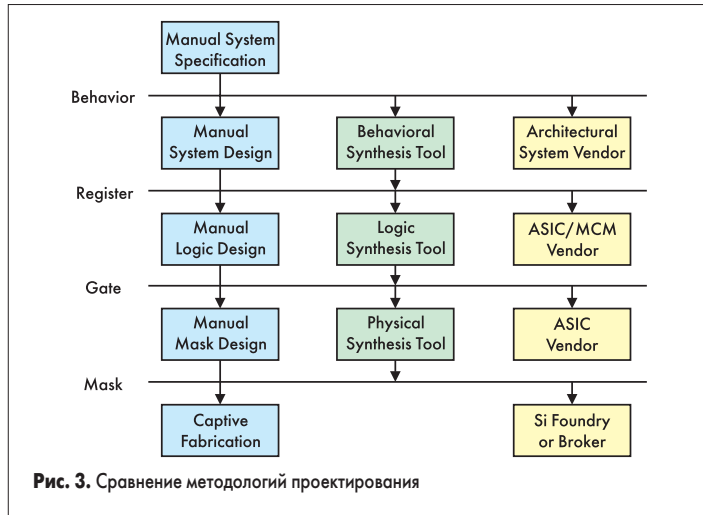 Manual System
Specification
Behavior
Manual
System Design
Behavioral
Synthesis Tool
Architectural
System Vendor
Register
Manual
Logic Design
Logic
Synthesis Tool
ASIC/MCM
Vendor
Gate
Manual
Mask Design
Physical
Synthesis Tool
ASIC
Vendor
Mask
Captive
Fabrication
Si Foundry
or Broker
Рис. 3. Сравнение методологий проектирования